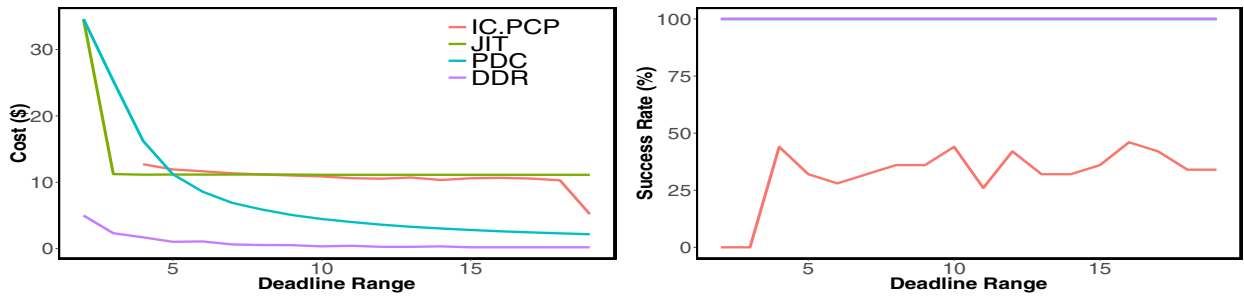 Cost ($)
30
20
10
0
IC.PCP
JIT
PDC
DDR
5
10
15
Deadline Range
Success Rate (%)
100
75
50
25
0
5
10
15
Deadline Range